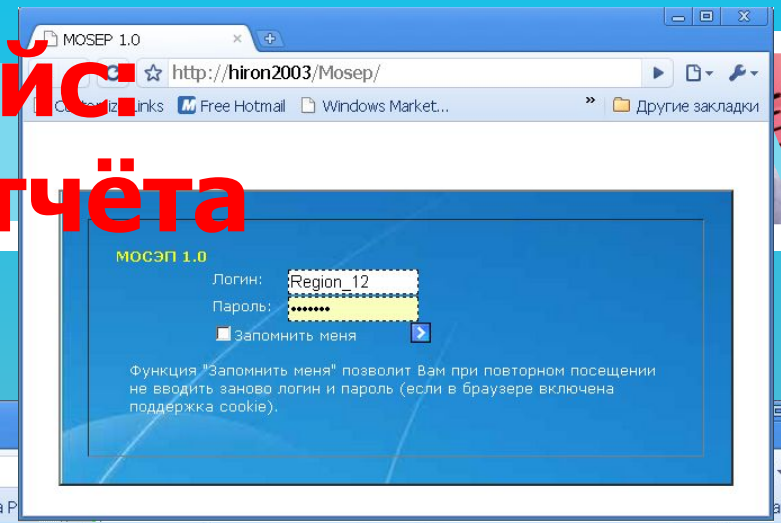 MOSEP 1.0
http://hiron2003/Mosep/
йс:
Links
Free Hotmail
Windows Market...
»
Другие закладки
тчёта
МОСЭП 1.0
Логин:
Region_12
Пароль:
•••••••
Запомнить меня
Функция "Запомнить меня" позволит Вам при повторном посещении
не вводить заново логин и пароль (если в браузере включена
поддержка cookie).